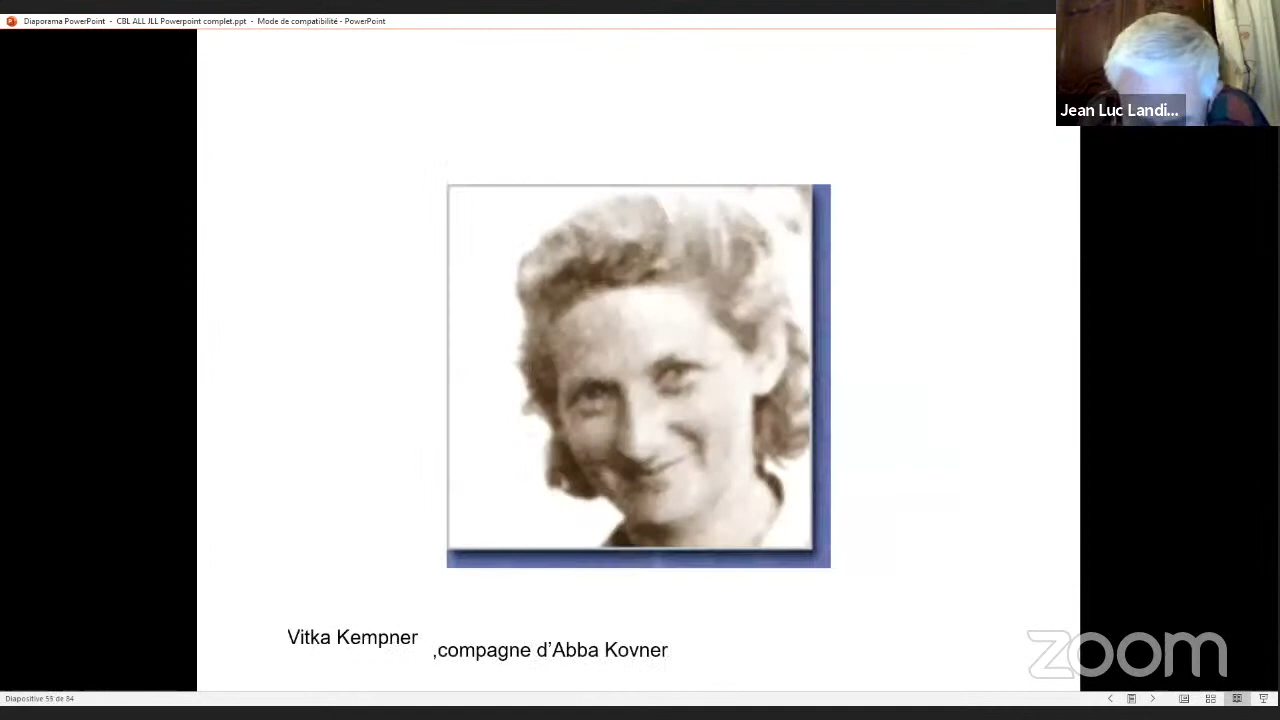 Diaporama PowerPoint - CBL ALL JLL Powerpoint complet.ppt - Mode de compatibilité - PowerPoint
Jean Luc Landi...
Vitka Kempner
,compagne d'Abba Kovner
zoom
Diapositive 55 de 84